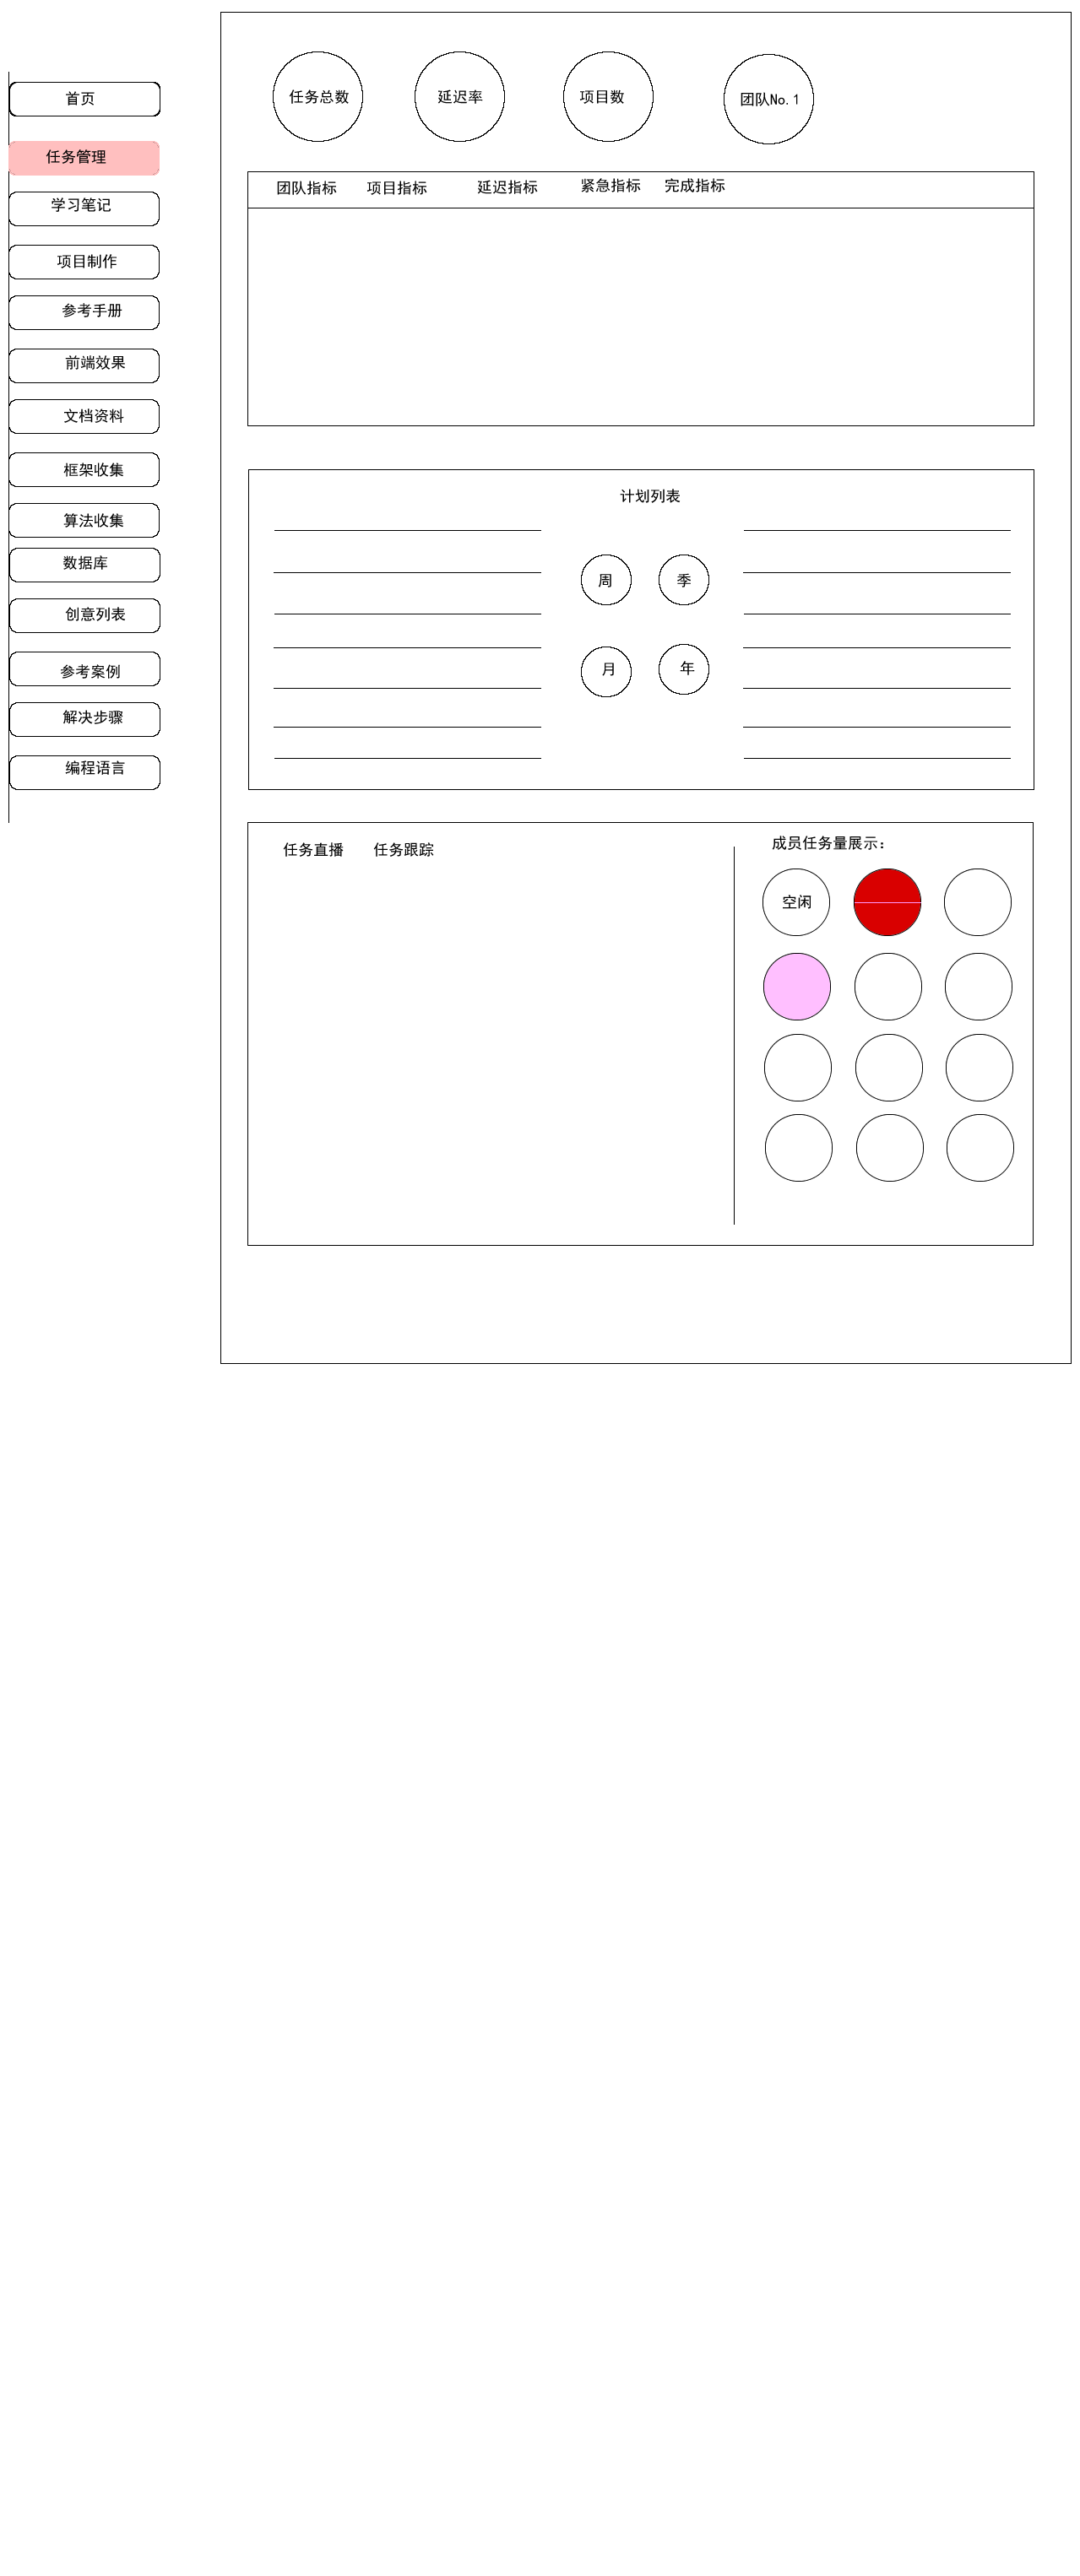 首页
任务管理
学习笔记
项目制作
参考手册
前端效果
文档资料
框架收集
算法收集
数据库
创意列表
参考案例
解决步骤
编程语言
任务总数
延迟率
项目数
团队No.1
团队指标
项目指标
延迟指标
紧急指标
完成指标
计划列表
周
季
月
年
任务直播
任务跟踪
成员任务量展示：
空闲